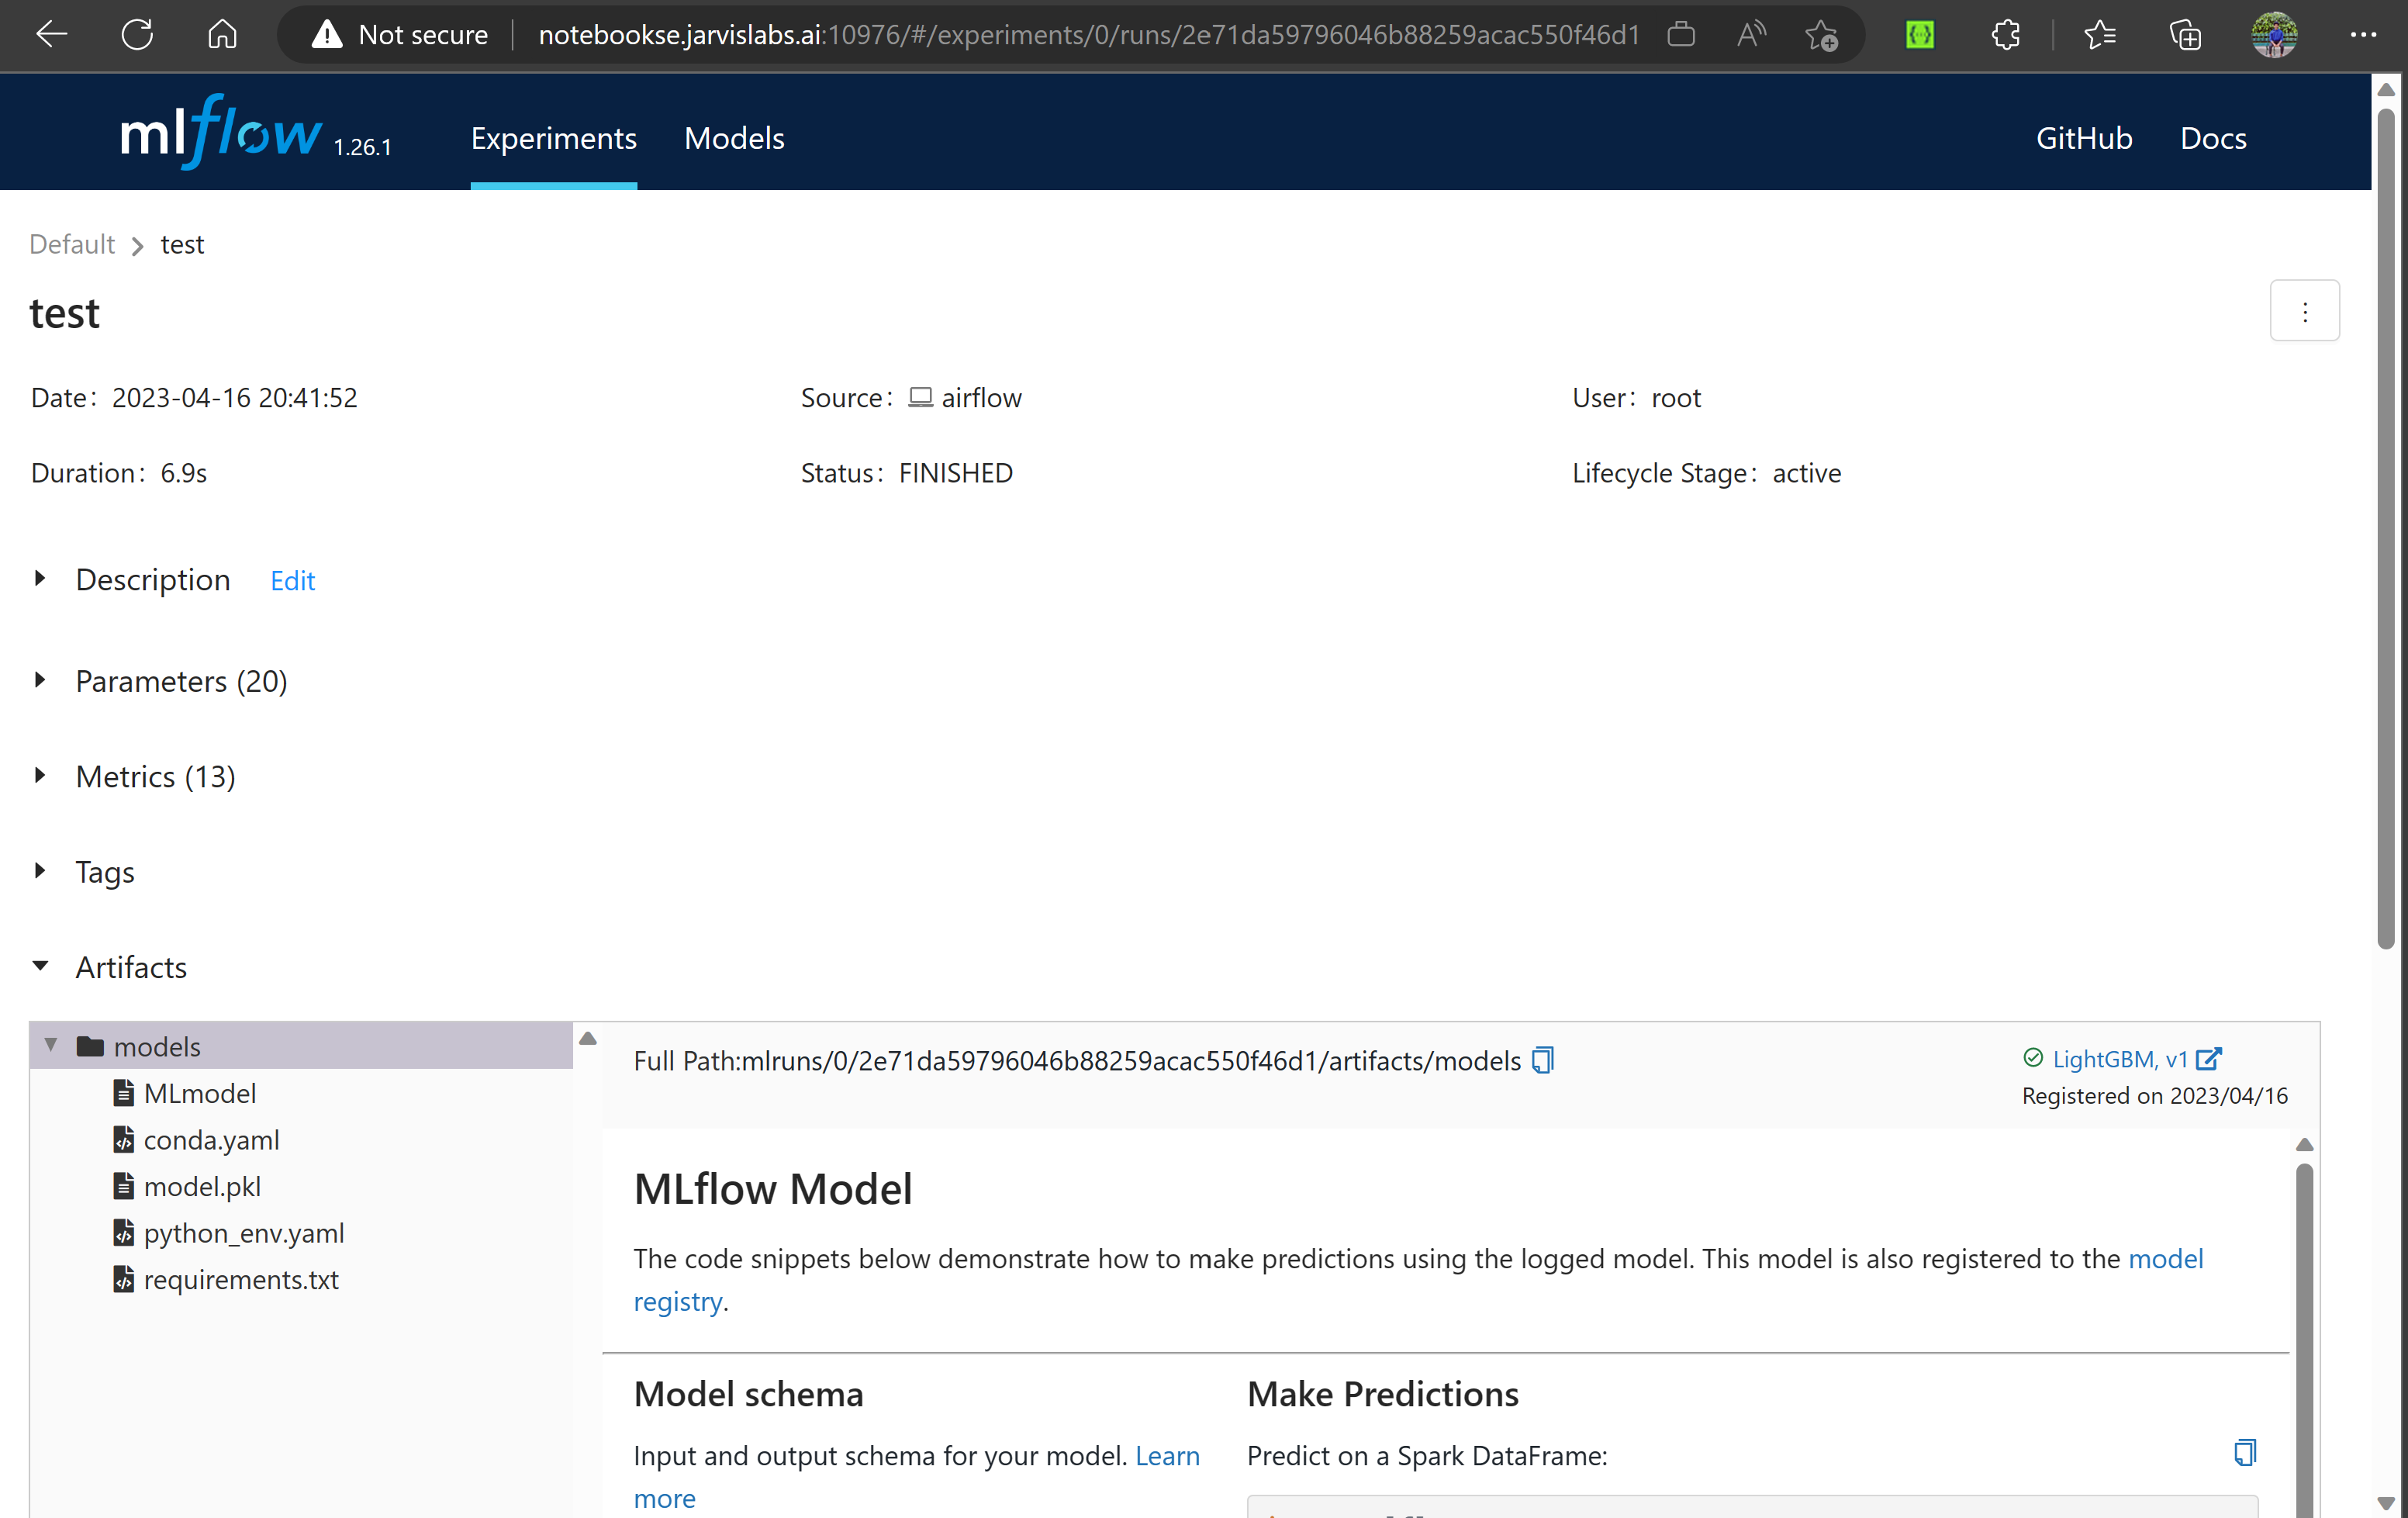 Not secure notebookse.jarvislabs.ai:10976/#/experiments/0/runs/2e71da59796046b88259acac550f46d1
mlflow 1.26.1 Experiments Models GitHub Docs
Default > test
test
Date: 2023-04-16 20:41:52 Source: airflow User: root
Duration: 6.9s Status: FINISHED Lifecycle Stage: active
Description Edit
Parameters (20)
Metrics (13)
Tags
Artifacts
models
MLmodel
conda.yaml
model.pkl
python_env.yaml
requirements.txt
Full Path:mlruns/0/2e71da59796046b88259acac550f46d1/artifacts/models
LightGBM, v1
Registered on 2023/04/16
MLflow Model
The code snippets below demonstrate how to make predictions using the logged model. This model is also registered to the model
registry.
Model schema
Input and output schema for your model. Learn
more
Make Predictions
Predict on a Spark DataFrame: